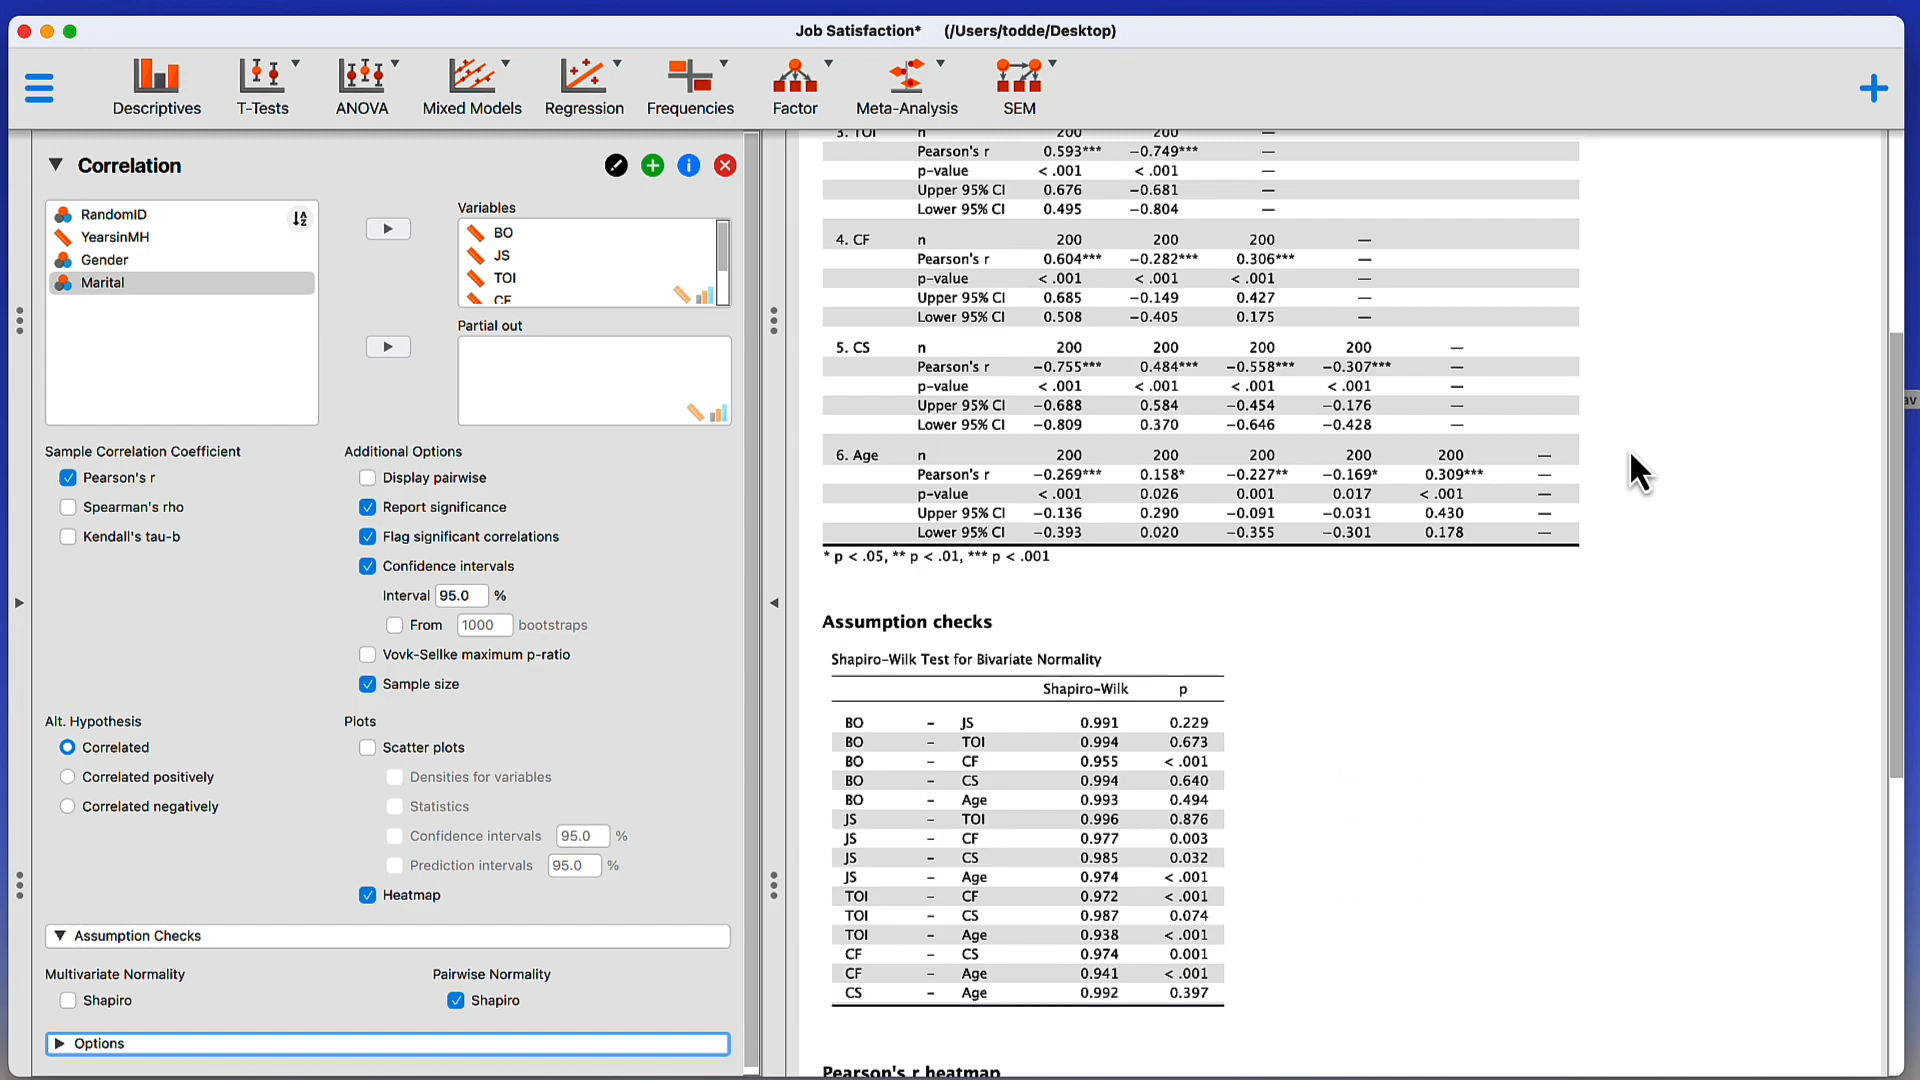 Job Satisfaction* (/Users/todde/Desktop)
Descriptives T-Tests ANOVA Mixed Models Regression Frequencies Factor Meta-Analysis SEM
Correlation
RandomID
YearsinMH
Gender
Marital
Variables
BO
JS
TOI
CF
Partial out
Sample Correlation Coefficient
Pearson's r
Spearman's rho
Kendall's tau-b
Additional Options
Display pairwise
Report significance
Flag significant correlations
Confidence intervals
Interval 95.0 %
From 1000 bootstraps
Vovk-Sellke maximum p-ratio
Sample size
Alt. Hypothesis
Correlated
Correlated positively
Correlated negatively
Plots
Scatter plots
Densities for variables
Statistics
Confidence intervals 95.0 %
Prediction intervals 95.0 %
Heatmap
Assumption Checks
Multivariate Normality
Shapiro
Pairwise Normality
Shapiro
Options
3. TOI n 200 200 —
Pearson's r 0.593*** −0.749*** —
p-value < .001 < .001 —
Upper 95% CI 0.676 −0.681 —
Lower 95% CI 0.495 −0.804 —
4. CF n 200 200 200 —
Pearson's r 0.604*** −0.282*** 0.306*** —
p-value < .001 < .001 < .001 —
Upper 95% CI 0.685 −0.149 0.427 —
Lower 95% CI 0.508 −0.405 0.175 —
5. CS n 200 200 200 200 —
Pearson's r −0.755*** 0.484*** −0.558*** −0.307*** —
p-value < .001 < .001 < .001 < .001 —
Upper 95% CI −0.688 0.584 −0.454 −0.176 —
Lower 95% CI −0.809 0.370 −0.646 −0.428 —
6. Age n 200 200 200 200 200 —
Pearson's r −0.269*** 0.158* −0.227** −0.169* 0.309*** —
p-value < .001 0.026 0.001 0.017 < .001 —
Upper 95% CI −0.136 0.290 −0.091 −0.031 0.430 —
Lower 95% CI −0.393 0.020 −0.355 −0.301 0.178 —
* p < .05, ** p < .01, *** p < .001
Assumption checks
Shapiro-Wilk Test for Bivariate Normality
Shapiro-Wilk p
BO - JS 0.991 0.229
BO - TOI 0.994 0.673
BO - CF 0.955 < .001
BO - CS 0.994 0.640
BO - Age 0.993 0.494
JS - TOI 0.996 0.876
JS - CF 0.977 0.003
JS - CS 0.985 0.032
JS - Age 0.974 < .001
TOI - CF 0.972 < .001
TOI - CS 0.987 0.074
TOI - Age 0.938 < .001
CF - CS 0.974 0.001
CF - Age 0.941 < .001
CS - Age 0.992 0.397
Pearson's r heatmap
av